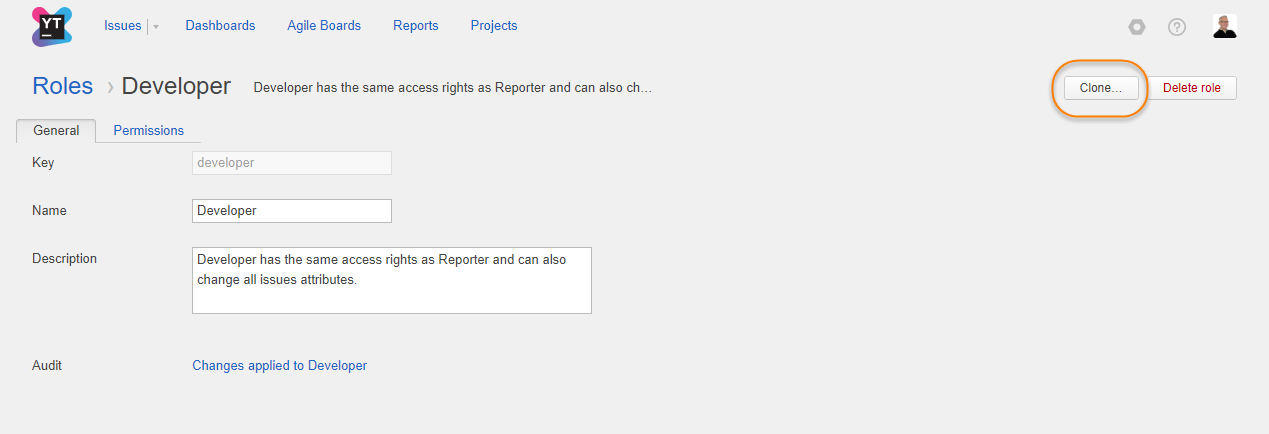 YT
Issues
Dashboards
Agile Boards
Reports
Projects
?
Roles › Developer
Developer has the same access rights as Reporter and can also ch…
Clone…
Delete role
General
Permissions
Key
developer
Name
Developer
Description
Developer has the same access rights as Reporter and can also
change all issues attributes.
Audit
Changes applied to Developer